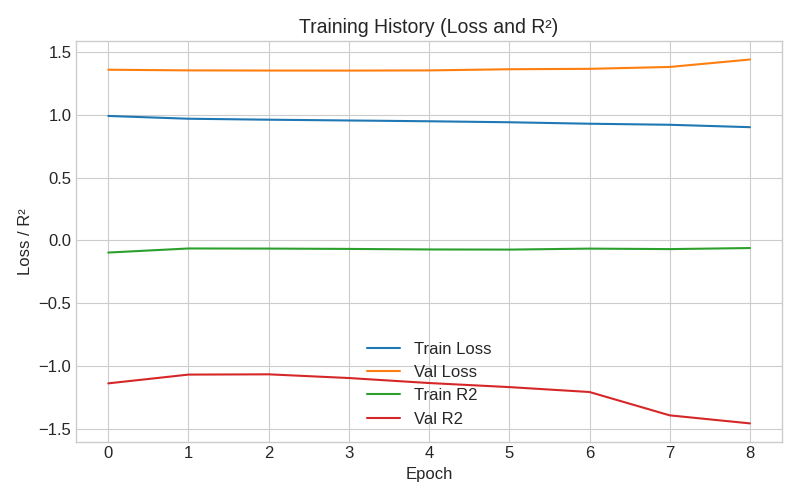 Training History (Loss and R²)
Loss / R²
1.5
1.0
0.5
0.0
−0.5
−1.0
−1.5
Train Loss
Val Loss
Train R2
Val R2
0 1 2 3 4 5 6 7 8
Epoch